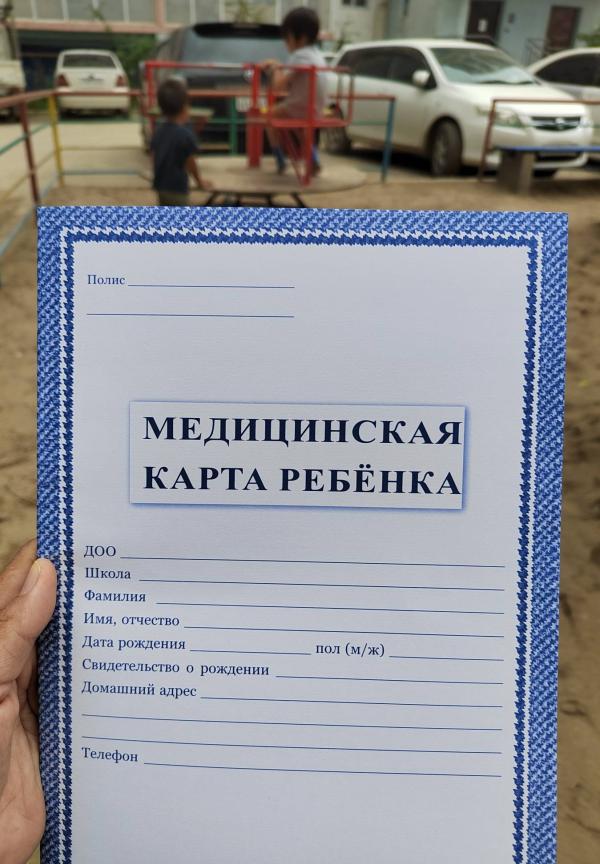 Полис
МЕДИЦИНСКАЯ
КАРТА РЕБЁНКА
ДОО
Школа
Фамилия
Имя, отчество
Дата рождения пол (м/ж)
Свидетельство о рождении
Домашний адрес
Телефон